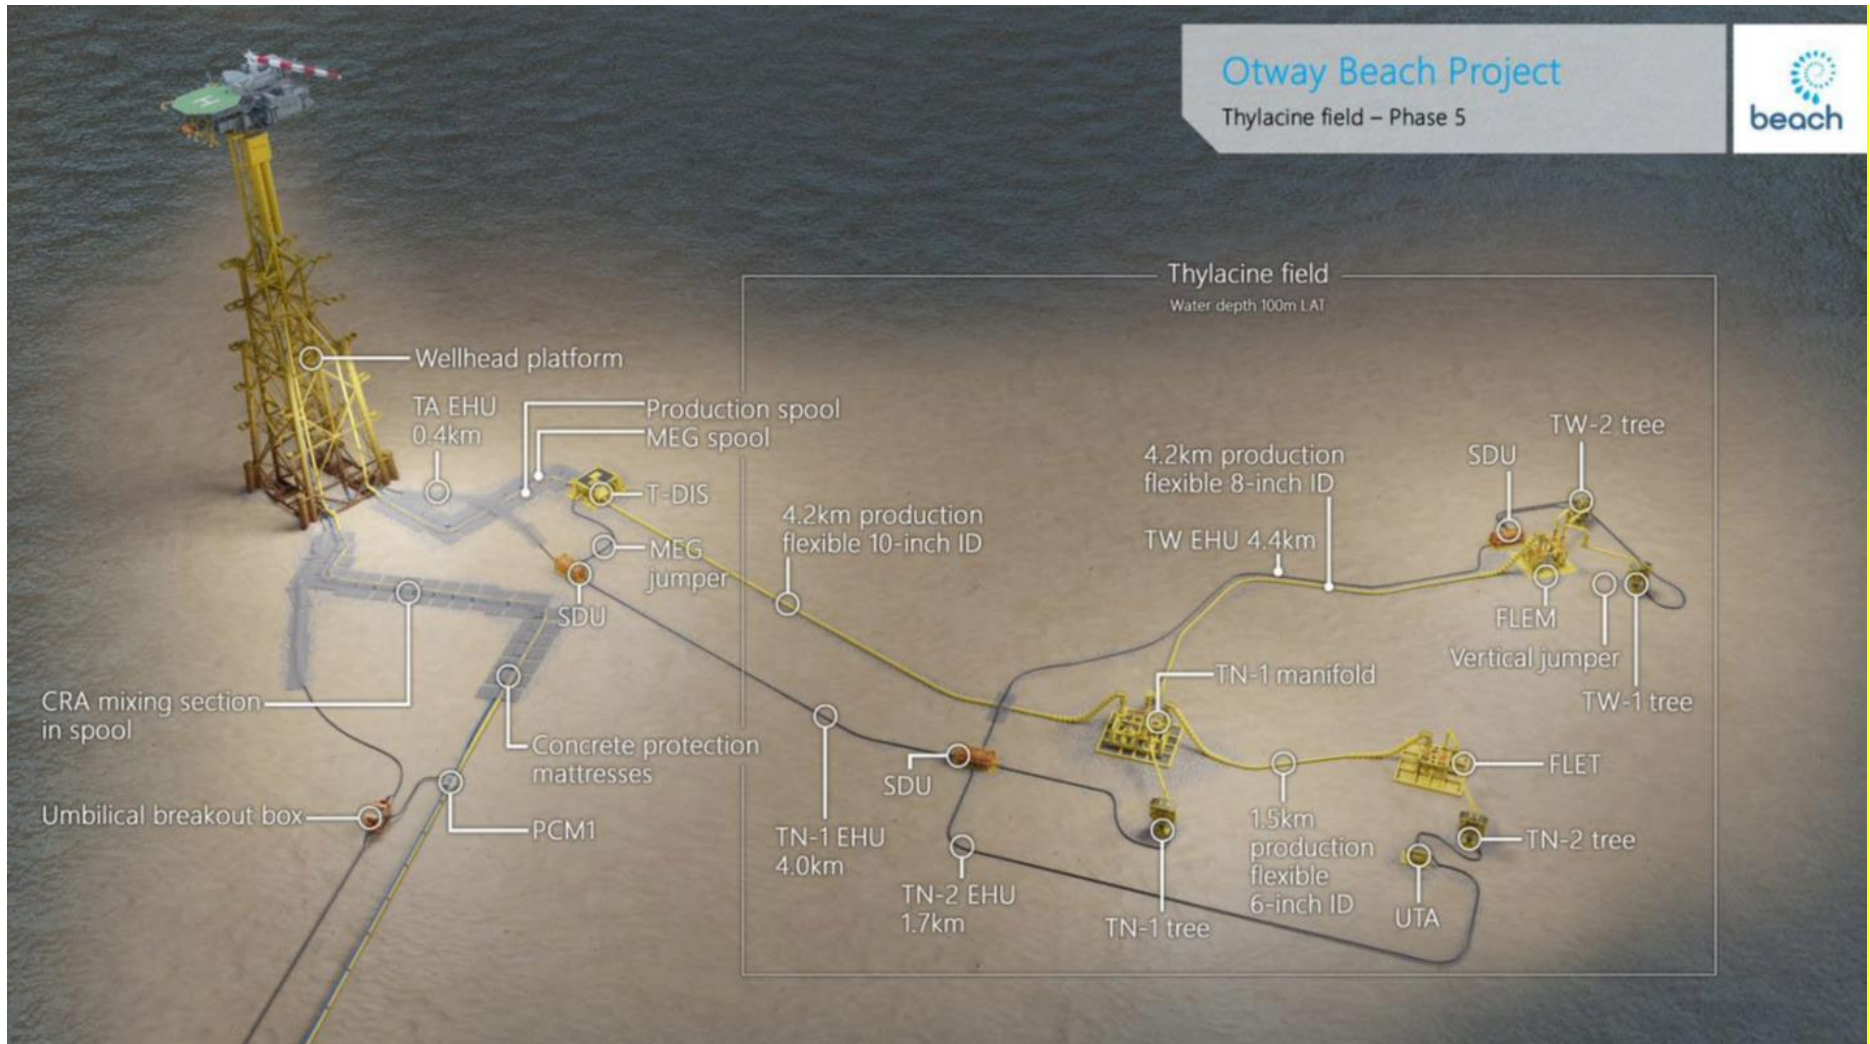 Otway Beach Project
Thylacine field – Phase 5
beach
H
Thylacine field
Water depth 100m LAT
Wellhead platform
TA EHU
0.4km
Production spool
MEG spool
T-DIS
MEG
jumper
SDU
4.2km production
flexible 10-inch ID
4.2km production
flexible 8-inch ID
TW EHU 4.4km
SDU
TW-2 tree
FLEM
Vertical jumper
TW-1 tree
TN-1 manifold
FLET
CRA mixing section
in spool
Concrete protection
mattresses
Umbilical breakout box
PCM1
SDU
TN-1 EHU
4.0km
TN-2 EHU
1.7km
TN-1 tree
1.5km
production
flexible
6-inch ID
TN-2 tree
UTA